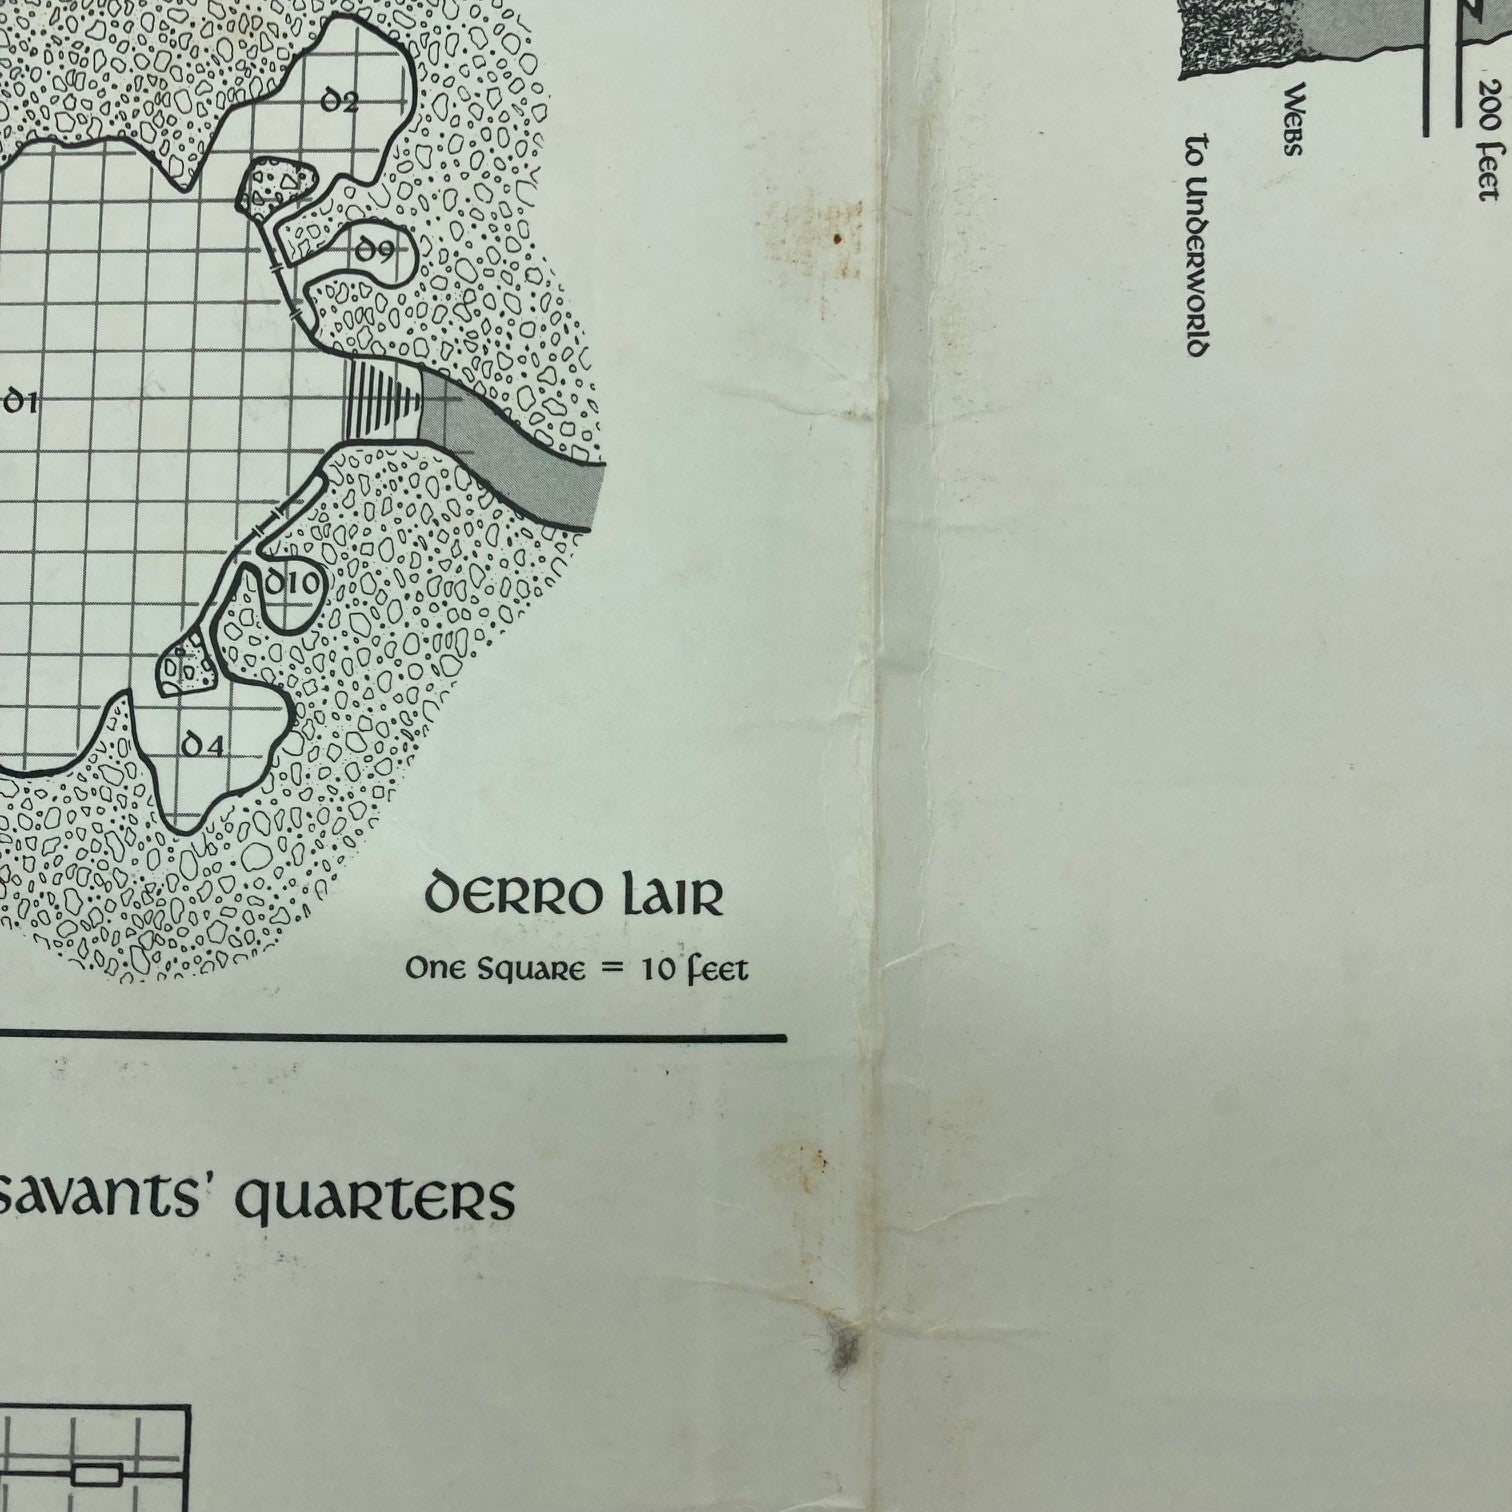 D2
D9
D1
D10
D4
DERRO LAIR
One Square = 10 feet
savants' quarters
200 feet
Webs
to Underworld